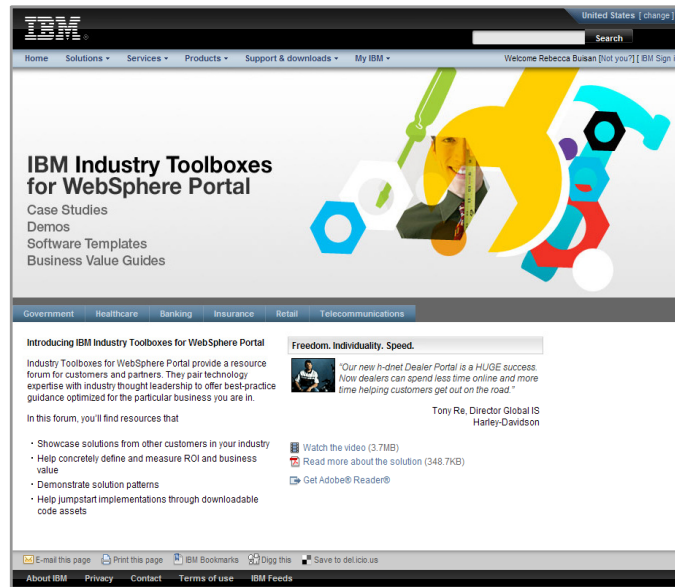 United States [ change ]
IBM®
Search
Home Solutions Services Products Support & downloads My IBM Welcome Rebecca Buisan [Not you?] [ IBM Sign i
IBM Industry Toolboxes
for WebSphere Portal
Case Studies
Demos
Software Templates
Business Value Guides
Government Healthcare Banking Insurance Retail Telecommunications
Introducing IBM Industry Toolboxes for WebSphere Portal
Industry Toolboxes for WebSphere Portal provide a resource
forum for customers and partners. They pair technology
expertise with industry thought leadership to offer best-practice
guidance optimized for the particular business you are in.
In this forum, you'll find resources that
· Showcase solutions from other customers in your industry
· Help concretely define and measure ROI and business
value
· Demonstrate solution patterns
· Help jumpstart implementations through downloadable
code assets
Freedom. Individuality. Speed.
"Our new h-dnet Dealer Portal is a HUGE success.
Now dealers can spend less time online and more
time helping customers get out on the road."
Tony Re, Director Global IS
Harley-Davidson
Watch the video (3.7MB)
Read more about the solution (348.7KB)
Get Adobe® Reader®
E-mail this page Print this page IBM Bookmarks Digg this Save to del.icio.us
About IBM Privacy Contact Terms of use IBM Feeds